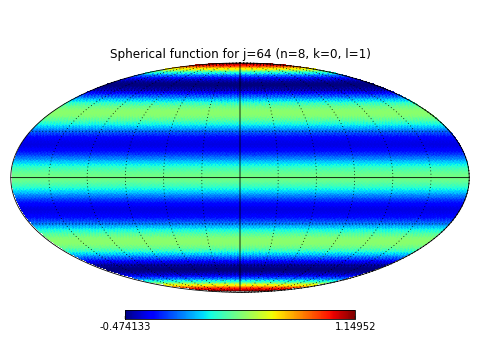 Spherical function for j=64 (n=8, k=0, l=1)
-0.474133 1.14952